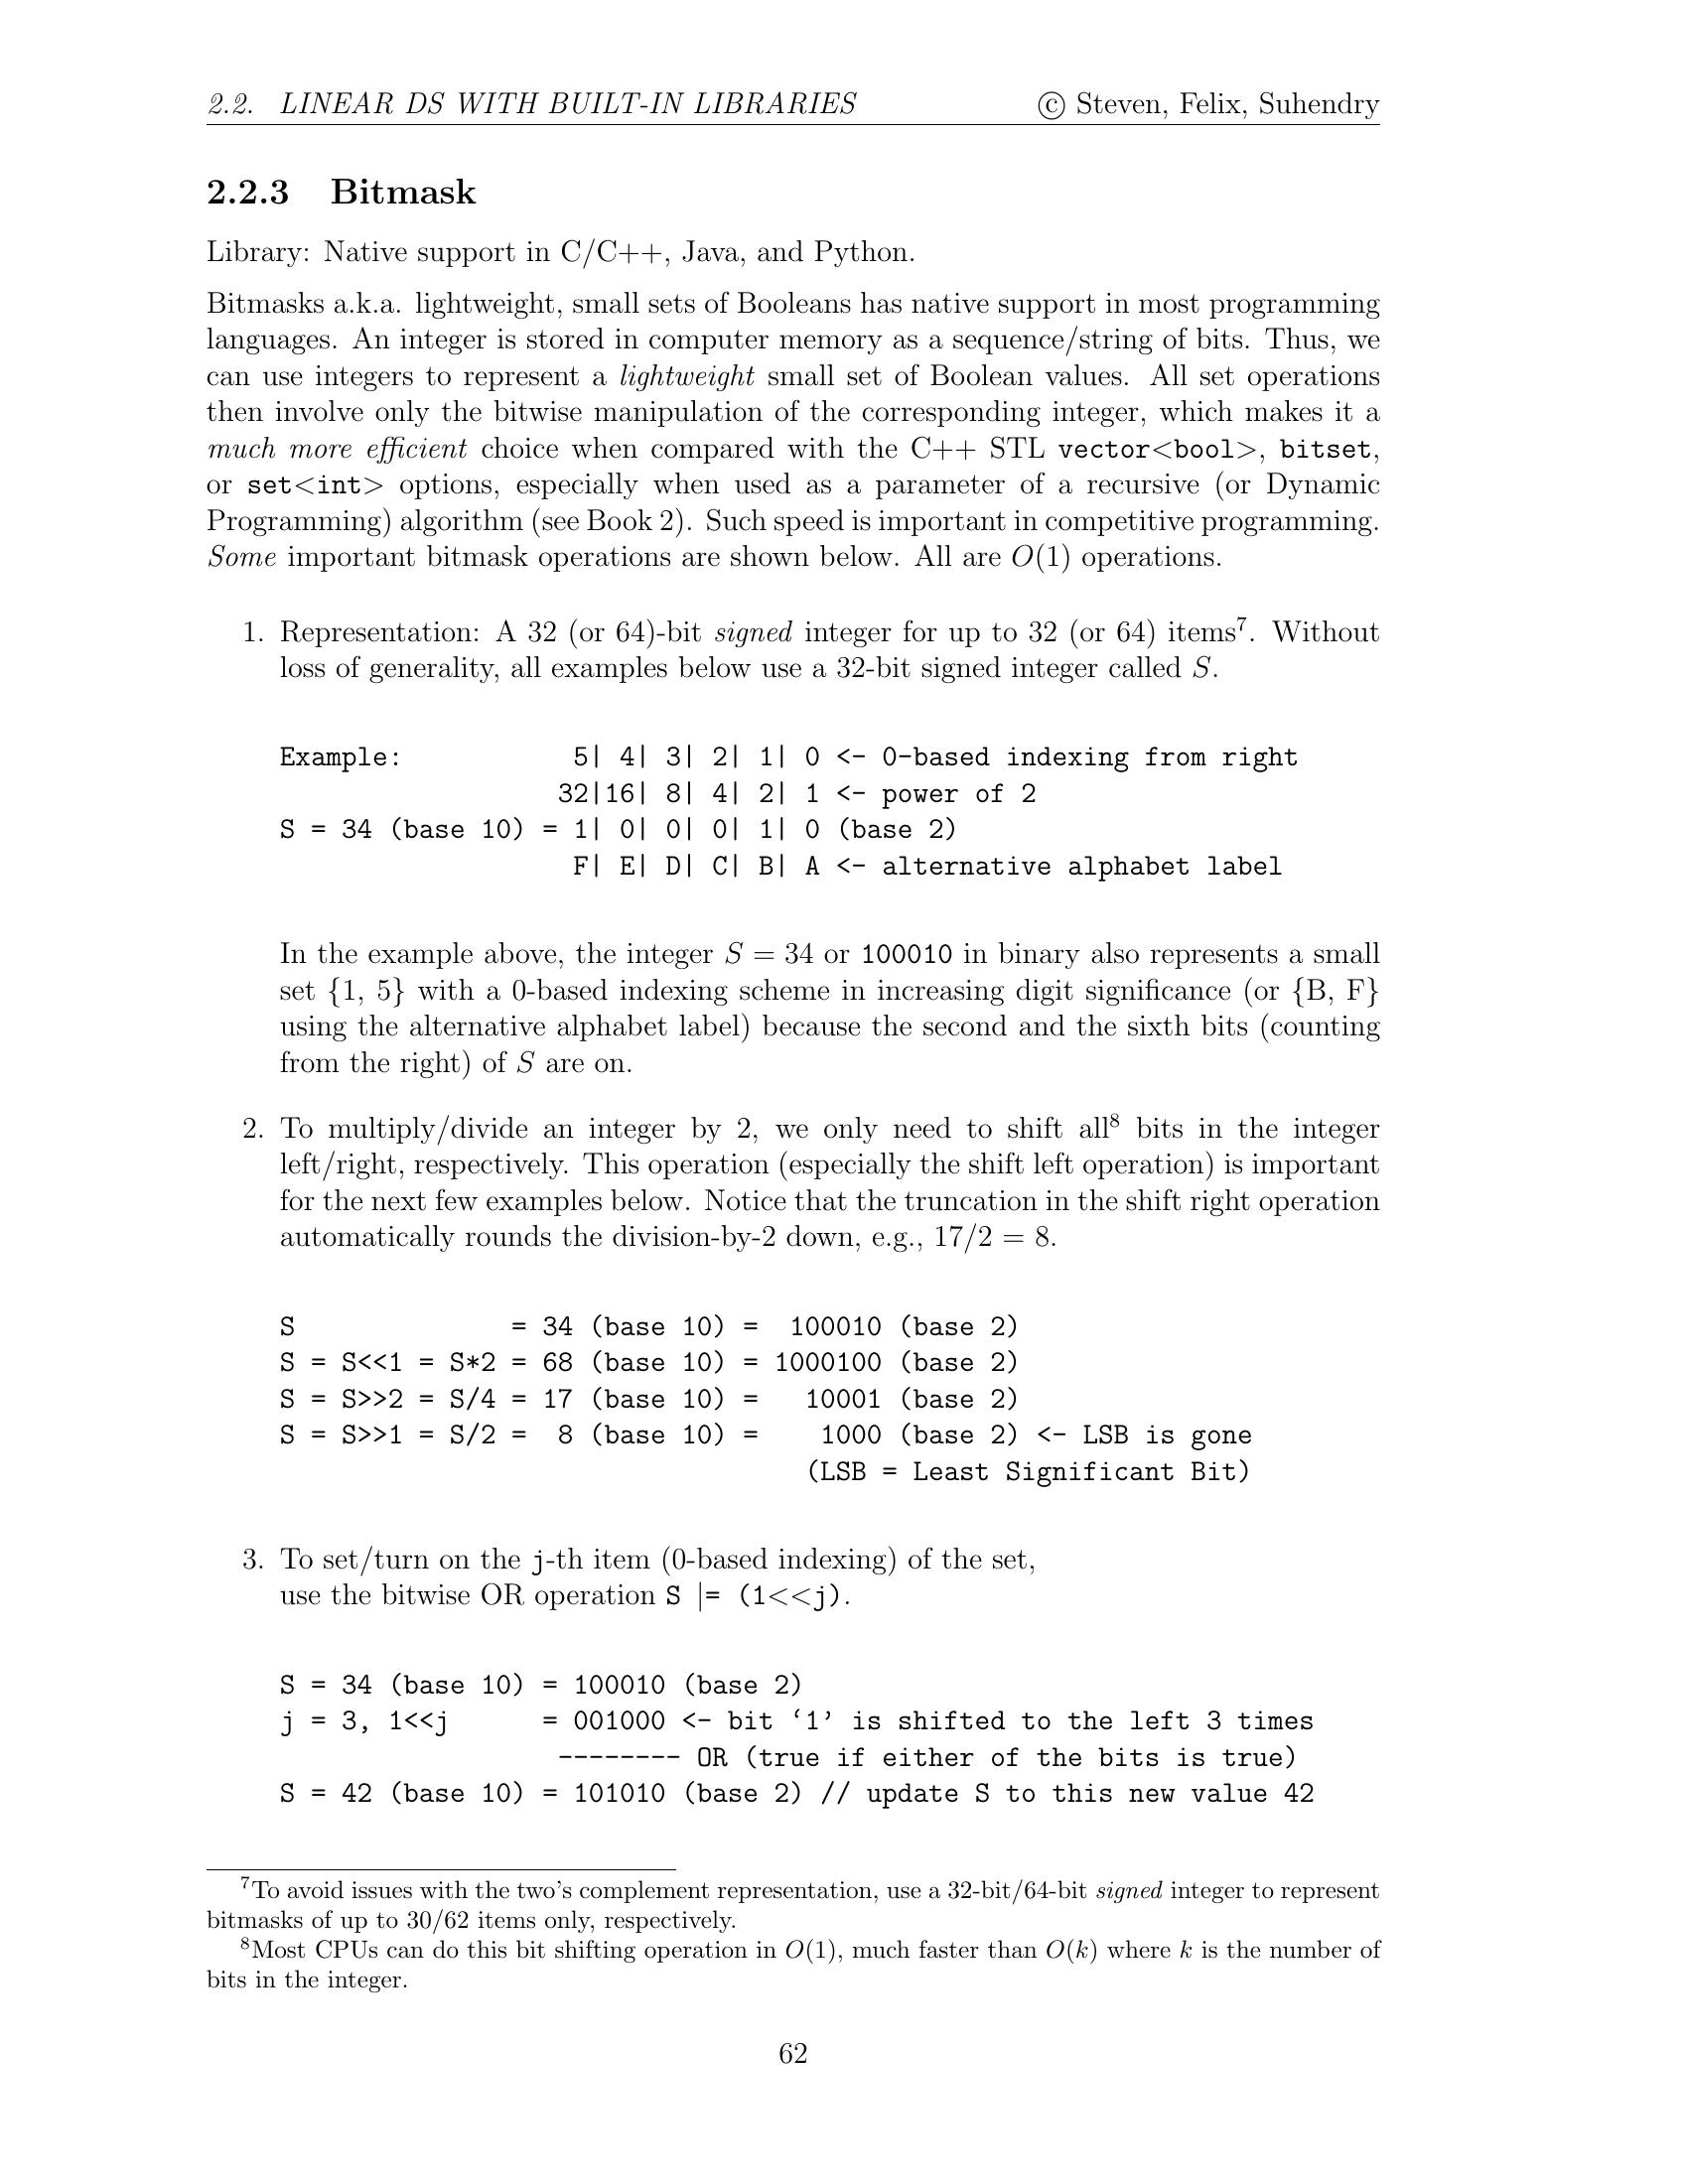 2.2. LINEAR DS WITH BUILT-IN LIBRARIES © Steven, Felix, Suhendry
2.2.3 Bitmask
Library: Native support in C/C++, Java, and Python.
Bitmasks a.k.a. lightweight, small sets of Booleans has native support in most programming
languages. An integer is stored in computer memory as a sequence/string of bits. Thus, we
can use integers to represent a lightweight small set of Boolean values. All set operations
then involve only the bitwise manipulation of the corresponding integer, which makes it a
much more efficient choice when compared with the C++ STL vector<bool>, bitset,
or set<int> options, especially when used as a parameter of a recursive (or Dynamic
Programming) algorithm (see Book 2). Such speed is important in competitive programming.
Some important bitmask operations are shown below. All are O(1) operations.
1. Representation: A 32 (or 64)-bit signed integer for up to 32 (or 64) items⁷. Without
loss of generality, all examples below use a 32-bit signed integer called S.
Example:           5| 4| 3| 2| 1| 0 <- 0-based indexing from right
                  32|16| 8| 4| 2| 1 <- power of 2
S = 34 (base 10) = 1| 0| 0| 0| 1| 0 (base 2)
                   F| E| D| C| B| A <- alternative alphabet label
In the example above, the integer S = 34 or 100010 in binary also represents a small
set {1, 5} with a 0-based indexing scheme in increasing digit significance (or {B, F}
using the alternative alphabet label) because the second and the sixth bits (counting
from the right) of S are on.
2. To multiply/divide an integer by 2, we only need to shift all⁸ bits in the integer
left/right, respectively. This operation (especially the shift left operation) is important
for the next few examples below. Notice that the truncation in the shift right operation
automatically rounds the division-by-2 down, e.g., 17/2 = 8.
S              = 34 (base 10) =  100010 (base 2)
S = S<<1 = S*2 = 68 (base 10) = 1000100 (base 2)
S = S>>2 = S/4 = 17 (base 10) =   10001 (base 2)
S = S>>1 = S/2 =  8 (base 10) =    1000 (base 2) <- LSB is gone
                                  (LSB = Least Significant Bit)
3. To set/turn on the j-th item (0-based indexing) of the set,
use the bitwise OR operation S |= (1<<j).
S = 34 (base 10) = 100010 (base 2)
j = 3, 1<<j      = 001000 <- bit ‘1’ is shifted to the left 3 times
                  -------- OR (true if either of the bits is true)
S = 42 (base 10) = 101010 (base 2) // update S to this new value 42
⁷To avoid issues with the two's complement representation, use a 32-bit/64-bit signed integer to represent
bitmasks of up to 30/62 items only, respectively.
⁸Most CPUs can do this bit shifting operation in O(1), much faster than O(k) where k is the number of
bits in the integer.
62